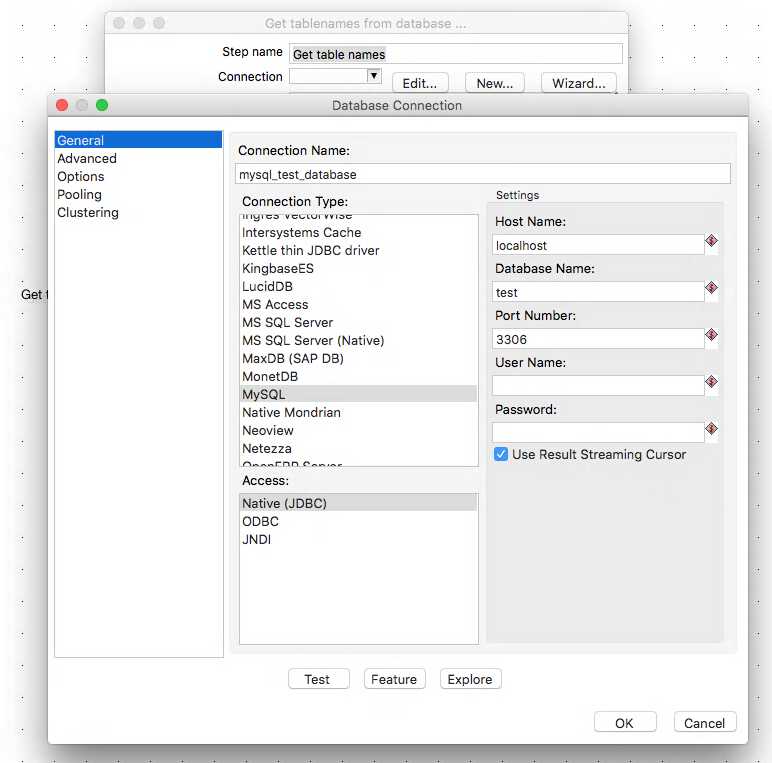 Get tablenames from database ...
Step name
Get table names
Connection
Edit...
New...
Wizard...
Database Connection
General
Advanced
Options
Pooling
Clustering
Connection Name:
mysql_test_database
Connection Type:
Ingres VectorWise
Intersystems Cache
Kettle thin JDBC driver
KingbaseES
LucidDB
MS Access
MS SQL Server
MS SQL Server (Native)
MaxDB (SAP DB)
MonetDB
MySQL
Native Mondrian
Neoview
Netezza
OpenERP Server
Access:
Native (JDBC)
ODBC
JNDI
Settings
Host Name:
localhost
Database Name:
test
Port Number:
3306
User Name:
Password:
Use Result Streaming Cursor
Get
Test
Feature
Explore
OK
Cancel